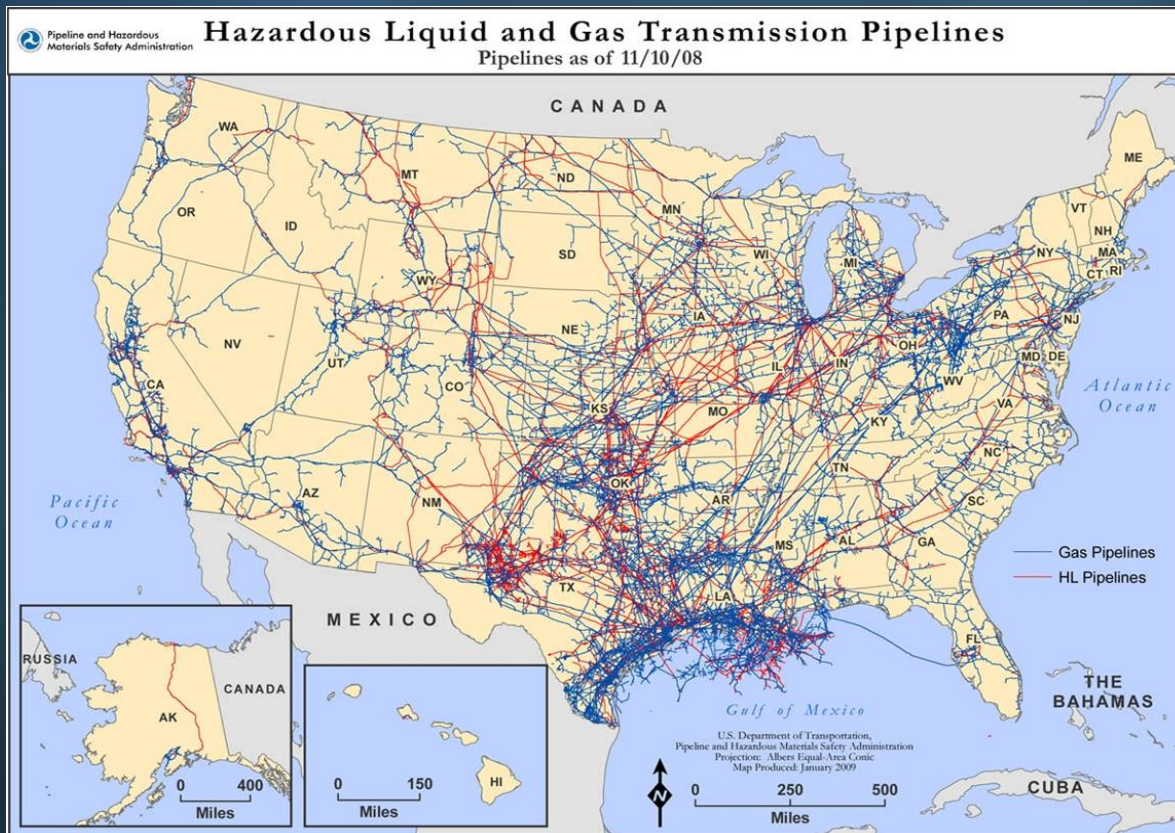 Pipeline and Hazardous
Materials Safety Administration
Hazardous Liquid and Gas Transmission Pipelines
Pipelines as of 11/10/08
CANADA
WA
MT
ND
MN
ME
VT
NH
OR
ID
WY
SD
WI
MI
NY
MA
CT
RI
NV
UT
CO
NE
IA
IL
IN
OH
PA
NJ
MD
DE
WV
VA
CA
KS
MO
KY
Atlantic
Ocean
Pacific
Ocean
AZ
NM
OK
AR
TN
NC
SC
TX
LA
MS
AL
GA
Gas Pipelines
HL Pipelines
MEXICO
FL
THE
BAHAMAS
Gulf of Mexico
RUSSIA
CANADA
AK
0 400
Miles
0 150
Miles
HI
U.S. Department of Transportation,
Pipeline and Hazardous Materials Safety Administration
Projection: Albers Equal-Area Conic
Map Produced: January 2009
N
0 250 500
Miles
CUBA